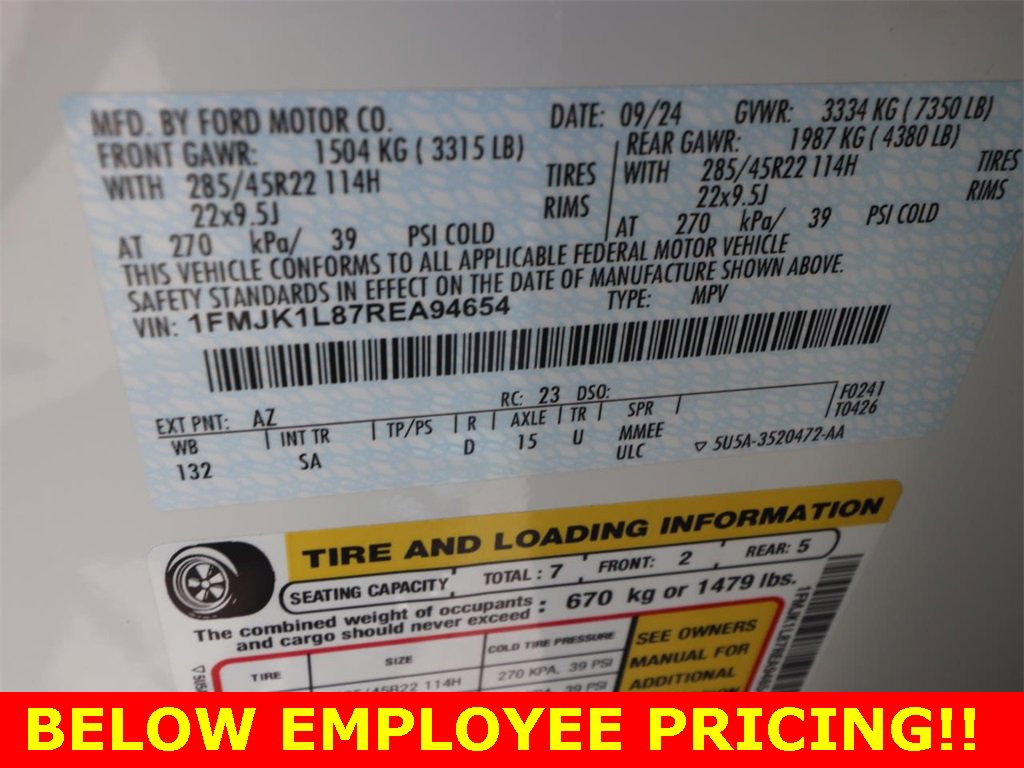 MFD. BY FORD MOTOR CO.
DATE: 09/24 GVWR: 3334 KG ( 7350 LB)
FRONT GAWR: 1504 KG ( 3315 LB)
REAR GAWR: 1987 KG ( 4380 LB)
WITH 285/45R22 114H TIRES
WITH 285/45R22 114H TIRES
22x9.5J RIMS
22x9.5J RIMS
AT 270 kPa/ 39 PSI COLD
AT 270 kPa/ 39 PSI COLD
THIS VEHICLE CONFORMS TO ALL APPLICABLE FEDERAL MOTOR VEHICLE
SAFETY STANDARDS IN EFFECT ON THE DATE OF MANUFACTURE SHOWN ABOVE.
VIN: 1FMJK1L87REA94654 TYPE: MPV
EXT PNT: AZ RC: 23 DSO: F0241
WB INT TR TP/PS R AXLE TR SPR T0426
132 SA D 15 U MMEE
ULC ▽ 5U5A-3520472-AA
TIRE AND LOADING INFORMATION
SEATING CAPACITY TOTAL : 7 FRONT: 2 REAR: 5
The combined weight of occupants
and cargo should never exceed : 670 kg or 1479 lbs.
TIRE SIZE COLD TIRE PRESSURE
285/45R22 114H 270 KPA, 39 PSI
39 PSI
SEE OWNERS
MANUAL FOR
ADDITIONAL
BELOW EMPLOYEE PRICING!!